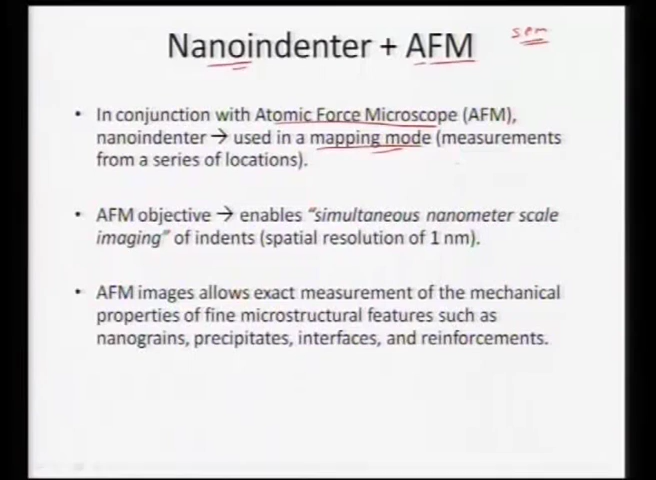 Nanoindenter + AFM
spm
• In conjunction with Atomic Force Microscope (AFM),
nanoindenter → used in a mapping mode (measurements
from a series of locations).
• AFM objective → enables “simultaneous nanometer scale
imaging” of indents (spatial resolution of 1 nm).
• AFM images allows exact measurement of the mechanical
properties of fine microstructural features such as
nanograins, precipitates, interfaces, and reinforcements.